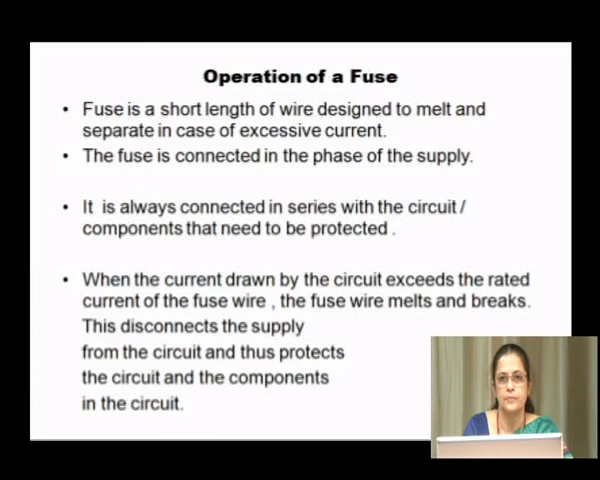 Operation of a Fuse
• Fuse is a short length of wire designed to melt and
separate in case of excessive current.
• The fuse is connected in the phase of the supply.
• It is always connected in series with the circuit /
components that need to be protected .
• When the current drawn by the circuit exceeds the rated
current of the fuse wire , the fuse wire melts and breaks.
This disconnects the supply
from the circuit and thus protects
the circuit and the components
in the circuit.